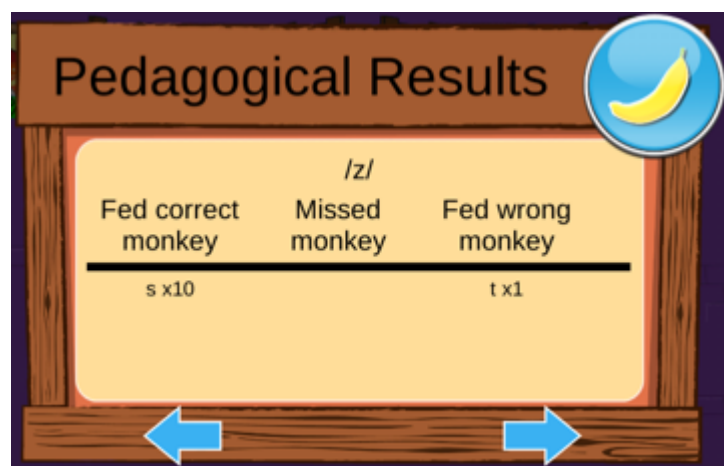 Pedagogical Results
/z/
Fed correct monkey
Missed monkey
Fed wrong monkey
s x10
t x1